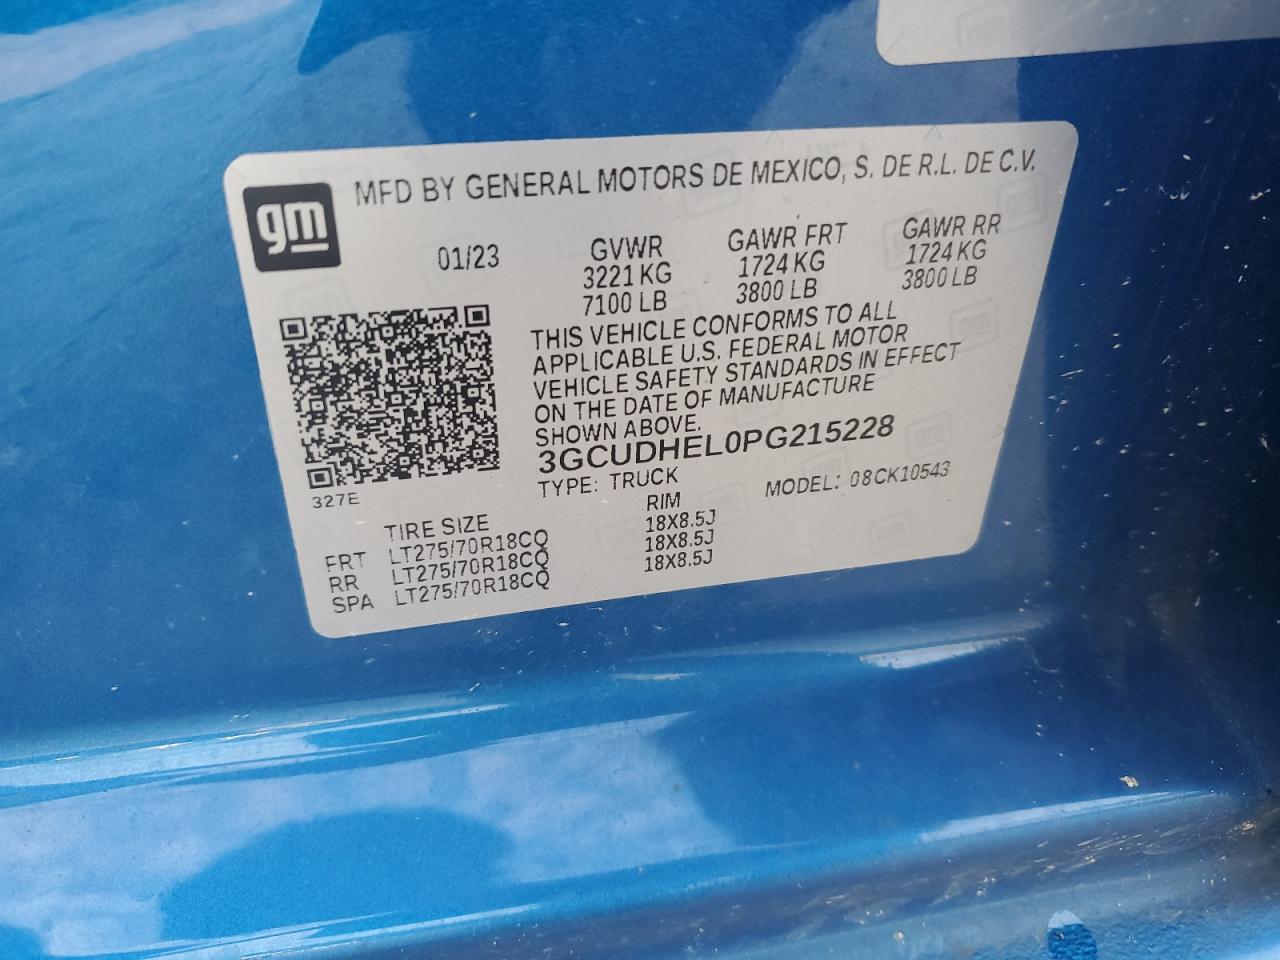 gm
MFD BY GENERAL MOTORS DE MEXICO, S. DE R.L. DE C.V.
01/23
GVWR
3221 KG
7100 LB
GAWR FRT
1724 KG
3800 LB
GAWR RR
1724 KG
3800 LB
THIS VEHICLE CONFORMS TO ALL
APPLICABLE U.S. FEDERAL MOTOR
VEHICLE SAFETY STANDARDS IN EFFECT
ON THE DATE OF MANUFACTURE
SHOWN ABOVE.
3GCUDHEL0PG215228
TYPE: TRUCK
MODEL: 08CK10543
327E
TIRE SIZE RIM
FRT LT275/70R18CQ 18X8.5J
RR LT275/70R18CQ 18X8.5J
SPA LT275/70R18CQ 18X8.5J